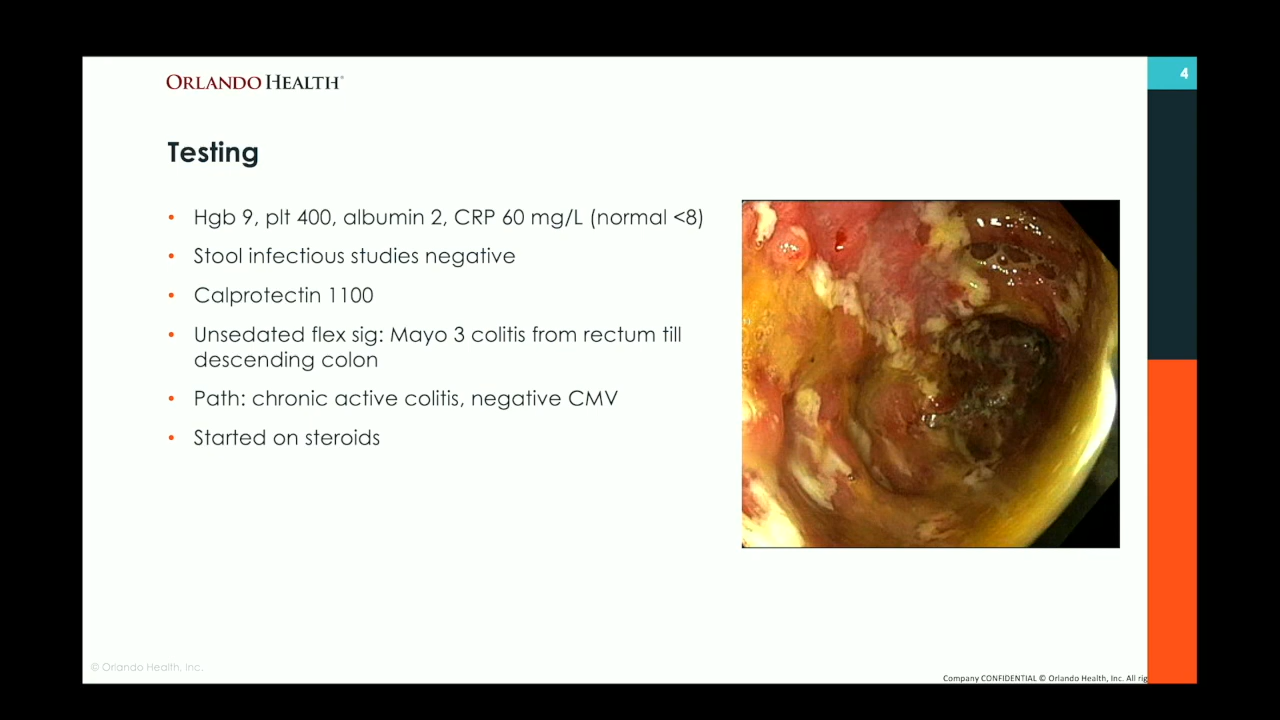 ORLANDO HEALTH®
4
Testing
• Hgb 9, plt 400, albumin 2, CRP 60 mg/L (normal <8)
• Stool infectious studies negative
• Calprotectin 1100
• Unsedated flex sig: Mayo 3 colitis from rectum till
descending colon
• Path: chronic active colitis, negative CMV
• Started on steroids
© Orlando Health, Inc.
Company CONFIDENTIAL © Orlando Health, Inc. All rig